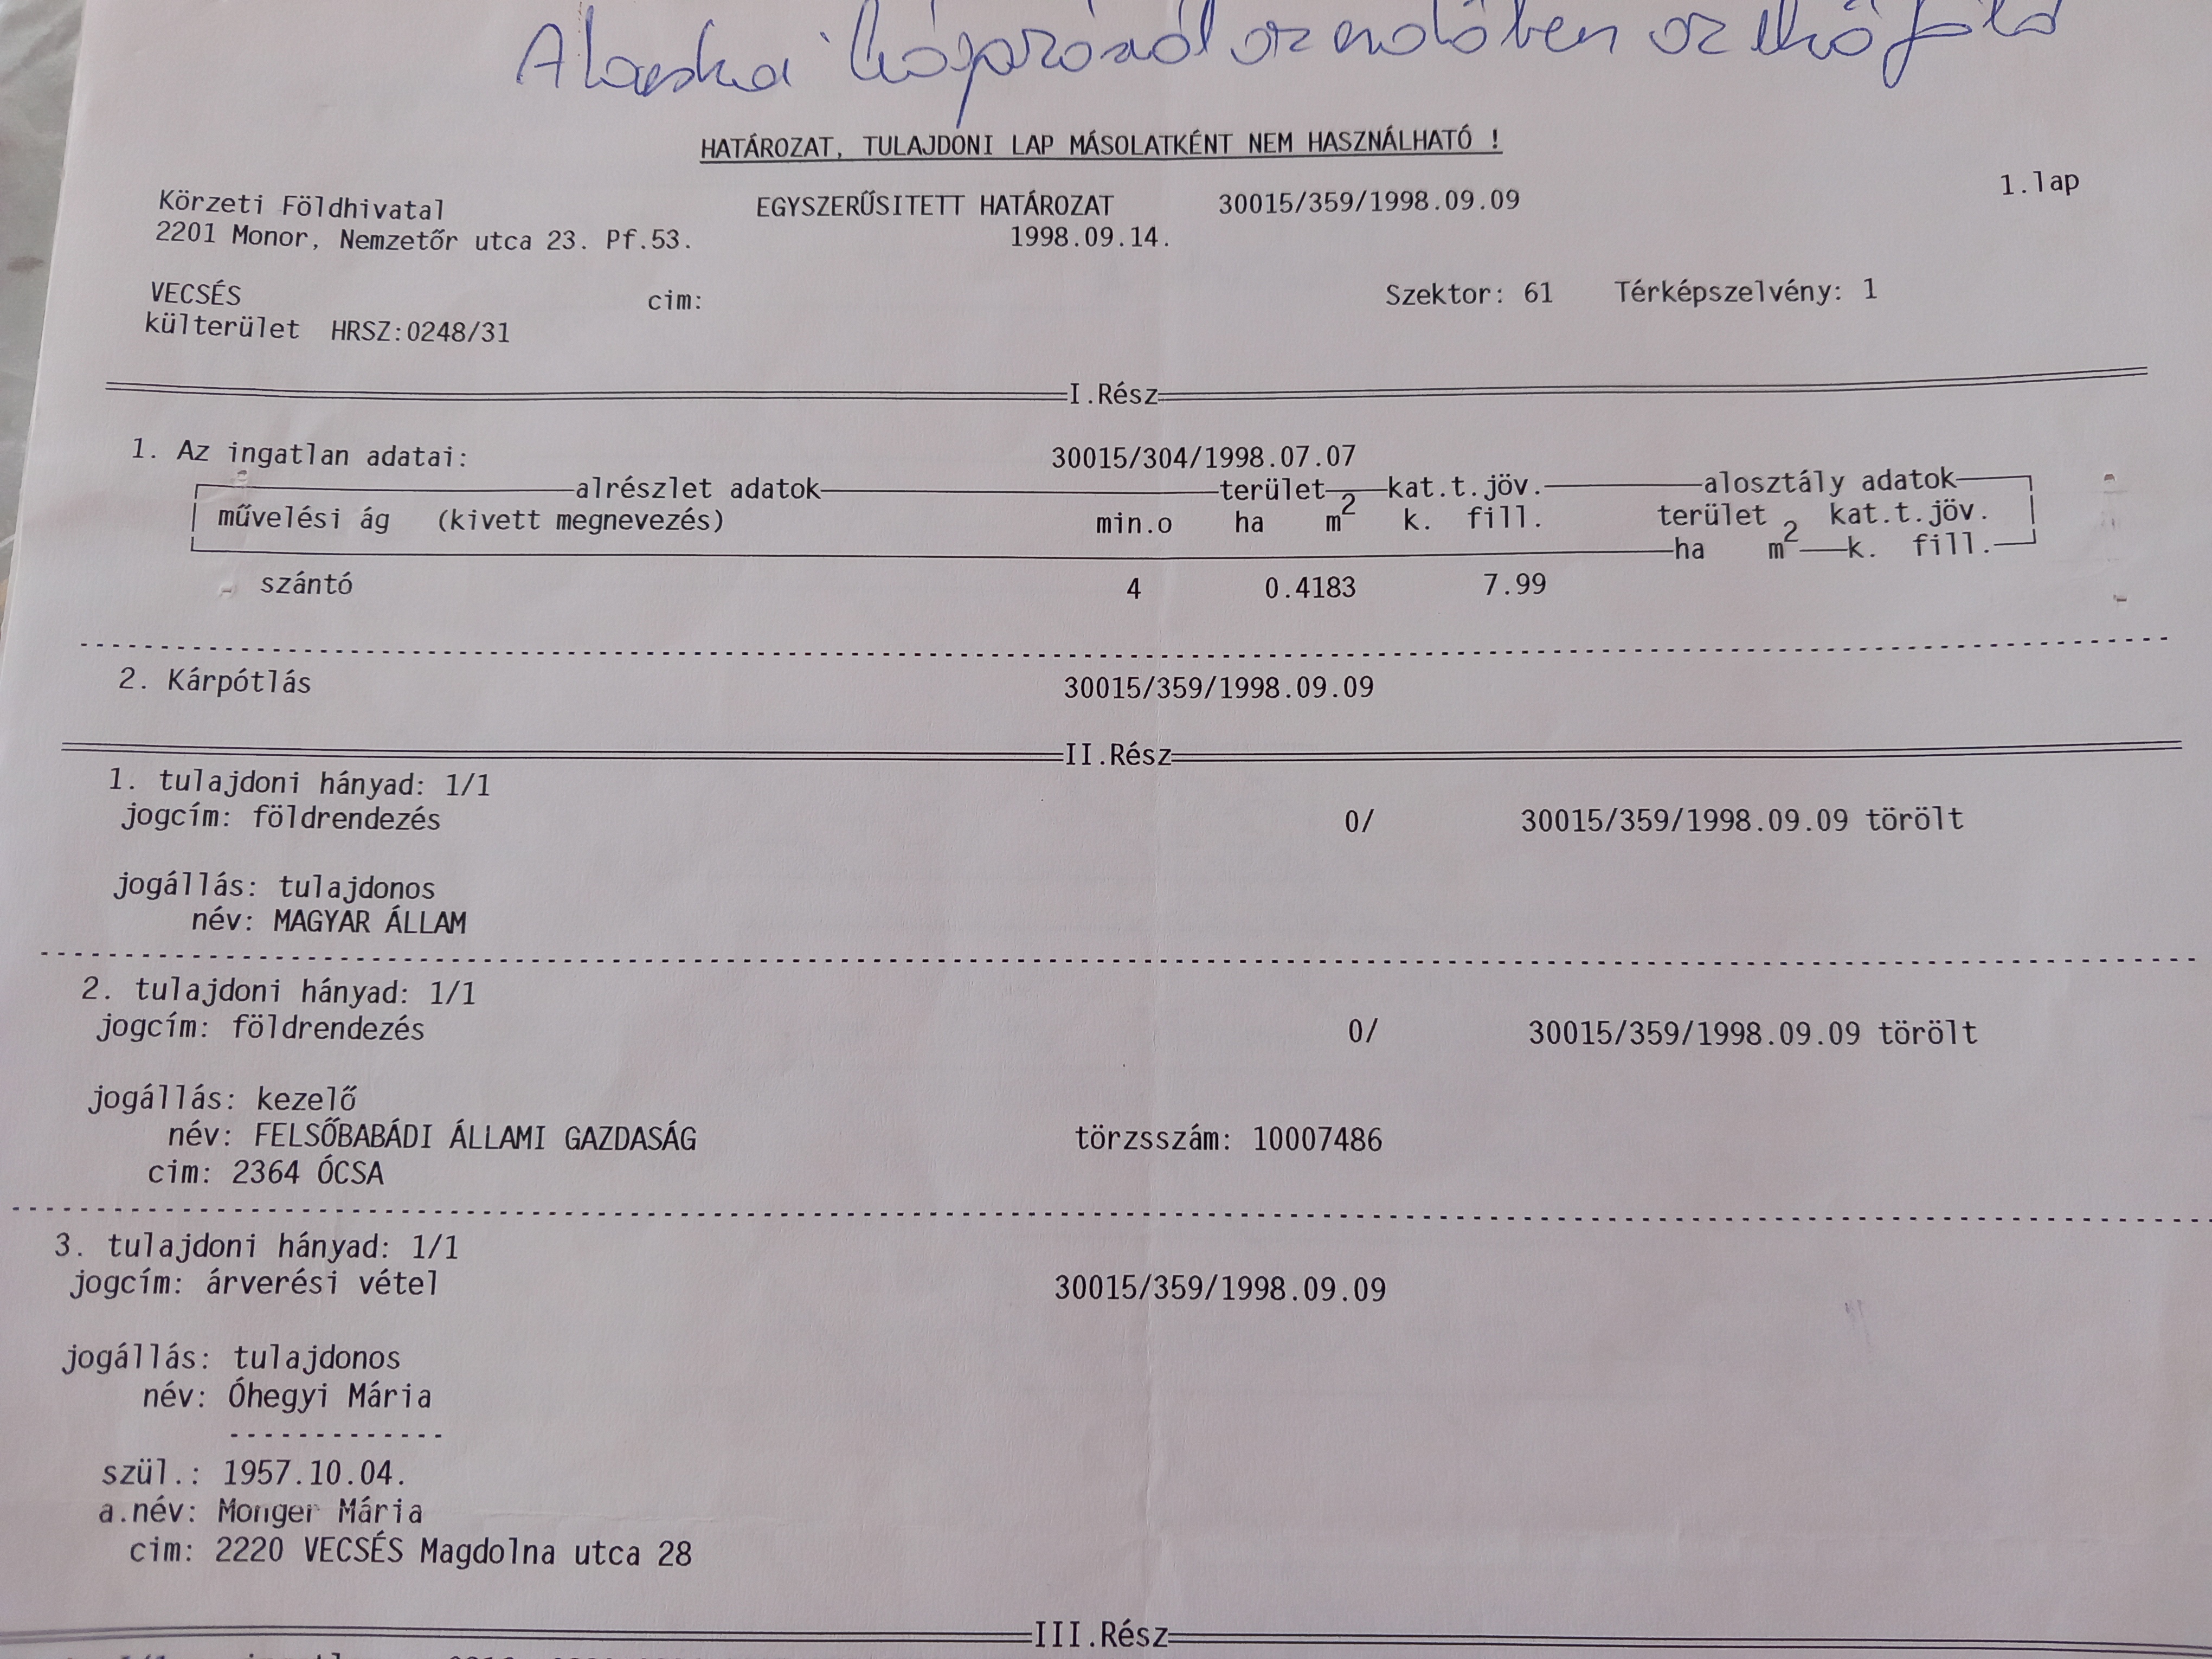 HATÁROZAT, TULAJDONI LAP MÁSOLATKÉNT NEM HASZNÁLHATÓ !
1.lap
Körzeti Földhivatal EGYSZERŰSITETT HATÁROZAT 30015/359/1998.09.09
2201 Monor, Nemzetőr utca 23. Pf.53. 1998.09.14.
VECSÉS cim: Szektor: 61 Térképszelvény: 1
külterület HRSZ:0248/31
I.Rész
1. Az ingatlan adatai: 30015/304/1998.07.07
alrészlet adatok terület kat.t.jöv. alosztály adatok
művelési ág (kivett megnevezés) min.o ha m2 k. fill. terület kat.t.jöv.
ha m2 k. fill.
szántó 4 0.4183 7.99
2. Kárpótlás 30015/359/1998.09.09
II.Rész
1. tulajdoni hányad: 1/1
jogcím: földrendezés 0/ 30015/359/1998.09.09 törölt
jogállás: tulajdonos
név: MAGYAR ÁLLAM
2. tulajdoni hányad: 1/1
jogcím: földrendezés 0/ 30015/359/1998.09.09 törölt
jogállás: kezelő
név: FELSŐBABÁDI ÁLLAMI GAZDASÁG törzsszám: 10007486
cim: 2364 ÓCSA
3. tulajdoni hányad: 1/1
jogcím: árverési vétel 30015/359/1998.09.09
jogállás: tulajdonos
név: Óhegyi Mária
szül.: 1957.10.04.
a.név: Monger Mária
cim: 2220 VECSÉS Magdolna utca 28
III.Rész